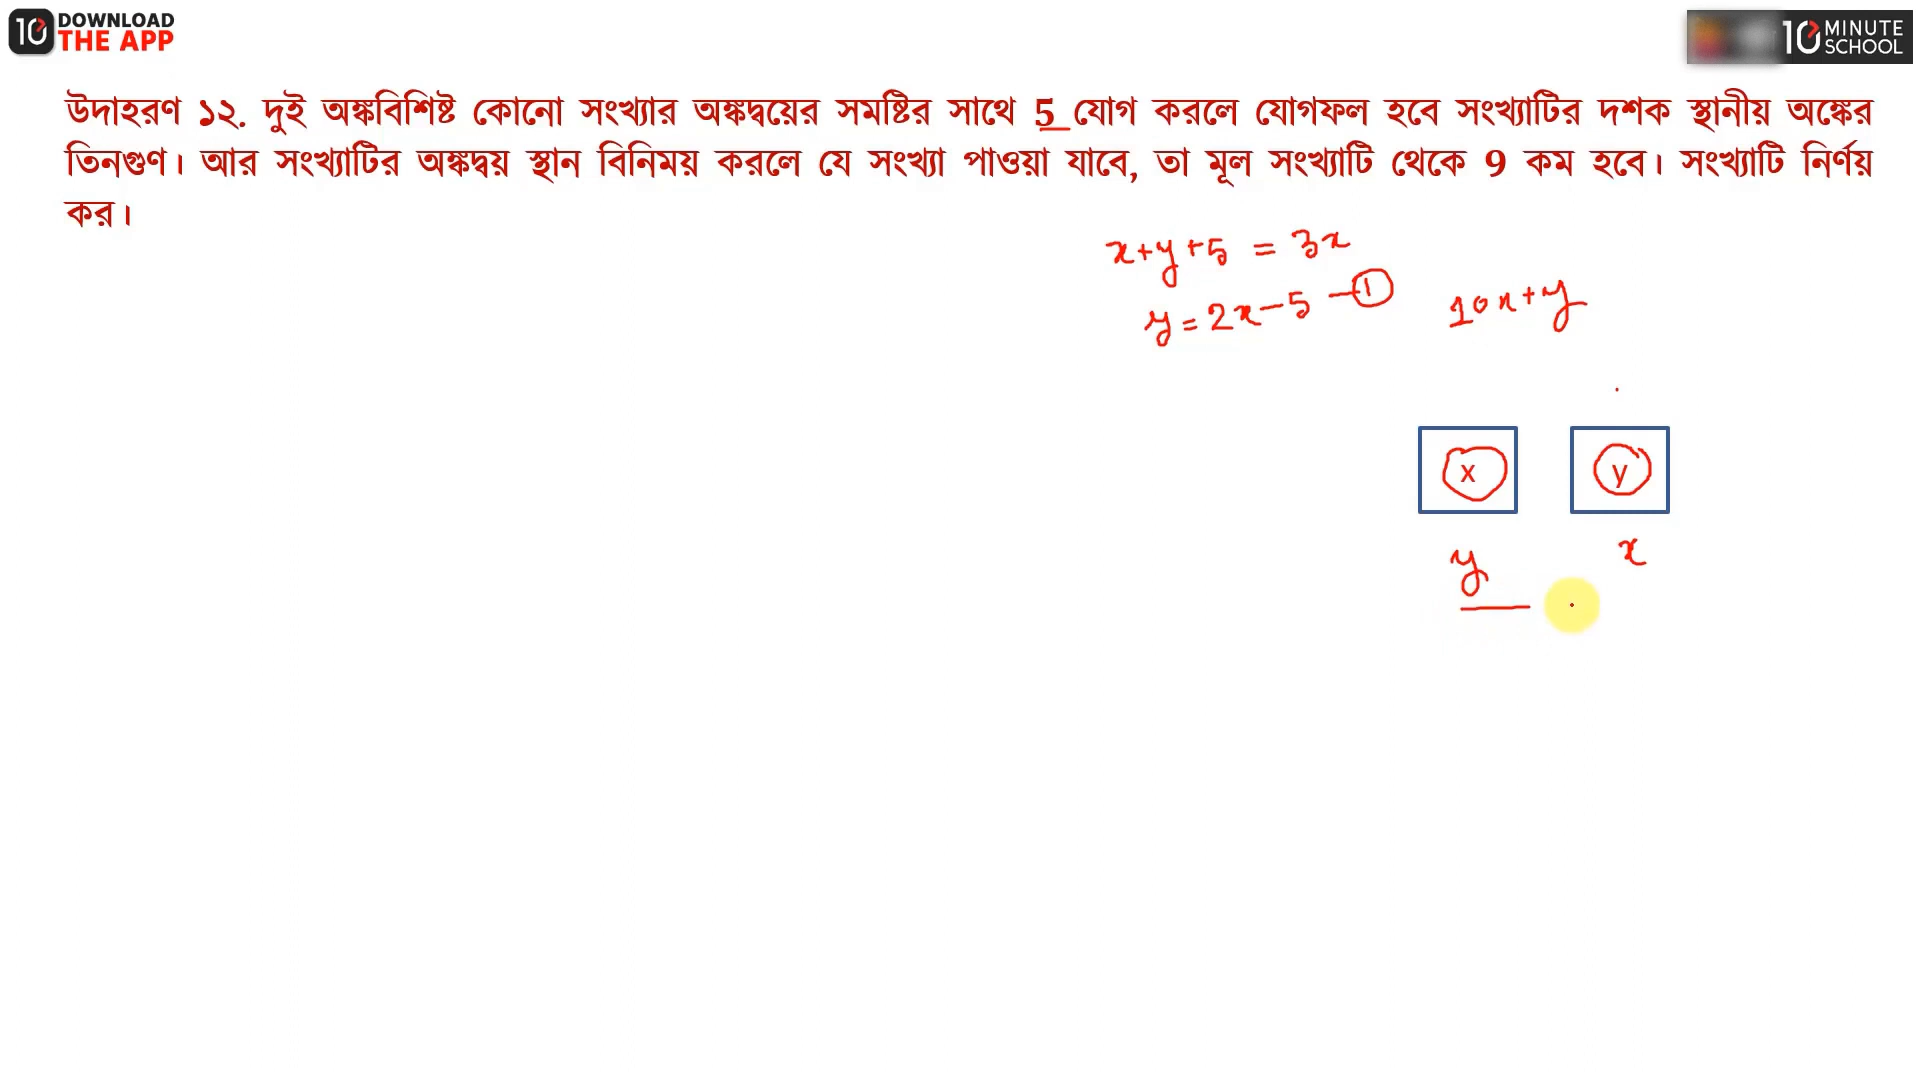 10 DOWNLOAD
THE APP
10 MINUTE
SCHOOL
উদাহরণ ১২. দুই অঙ্কবিশিষ্ট কোনো সংখ্যার অঙ্কদ্বয়ের সমষ্টির সাথে 5 যোগ করলে যোগফল হবে সংখ্যাটির দশক স্থানীয় অঙ্কের
তিনগুণ। আর সংখ্যাটির অঙ্কদ্বয় স্থান বিনিময় করলে যে সংখ্যা পাওয়া যাবে, তা মূল সংখ্যাটি থেকে 9 কম হবে। সংখ্যাটি নির্ণয়
কর।
x+y+5 = 3x
y = 2x-5 -①
10x+y
x y
y x